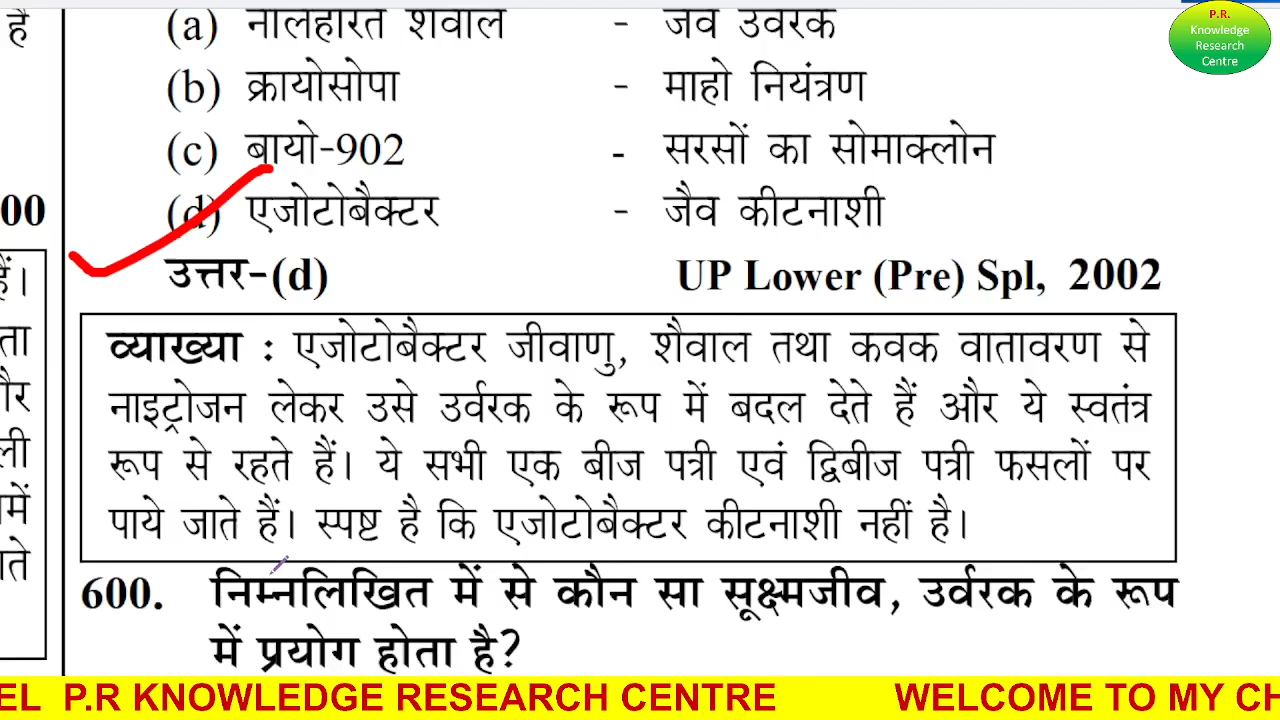 है
00
हैं।
ता
और
ली
में
ाते
(a) नीलहरित शैवाल - जैव उर्वरक
(b) क्रायोसोपा - माहो नियंत्रण
(c) बायो-902 - सरसों का सोमाक्लोन
(d) एजोटोबैक्टर - जैव कीटनाशी
उत्तर-(d) UP Lower (Pre) Spl, 2002
व्याख्या : एजोटोबैक्टर जीवाणु, शैवाल तथा कवक वातावरण से
नाइट्रोजन लेकर उसे उर्वरक के रूप में बदल देते हैं और ये स्वतंत्र
रूप से रहते हैं। ये सभी एक बीज पत्री एवं द्विबीज पत्री फसलों पर
पाये जाते हैं। स्पष्ट है कि एजोटोबैक्टर कीटनाशी नहीं है।
600. निम्नलिखित में से कौन सा सूक्ष्मजीव, उर्वरक के रूप
में प्रयोग होता है?
P.R.
Knowledge
Research
Centre
EL P.R KNOWLEDGE RESEARCH CENTRE WELCOME TO MY CH